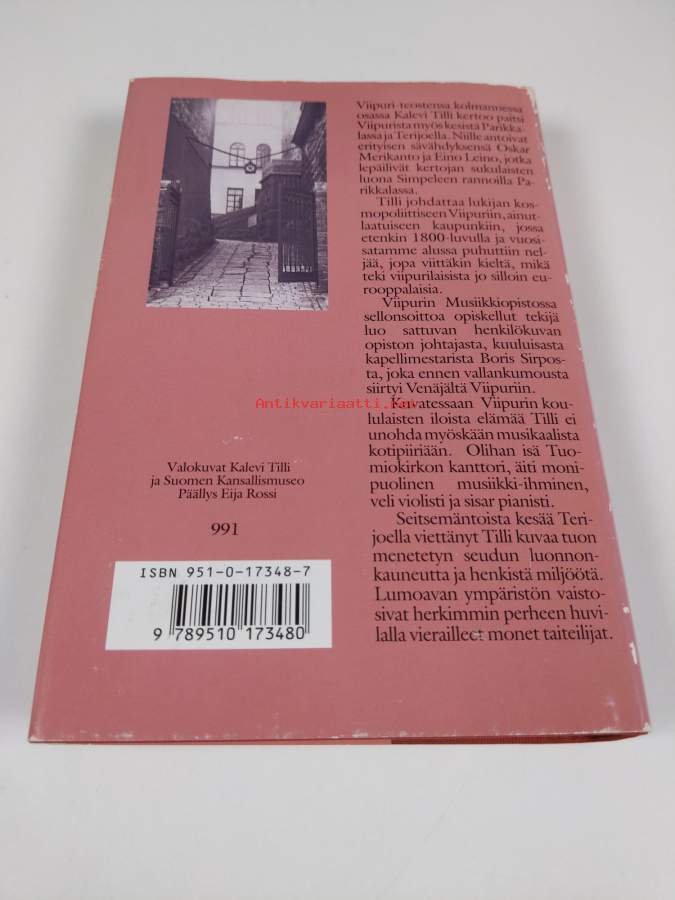 Viipuri-teostensa kolmannessa
osassa Kalevi Tilli kertoo paitsi
Viipurista myös kesistä Parikka-
lassa ja Terijoella. Niille antoivat
erityisen sävähdyksensä Oskar
Merikanto ja Eino Leino, jotka
lepäilivät kertojan sukulaisten
luona Simpeleen rannoilla Pa-
rikkalassa.
Tilli johdattaa lukijan kos-
mopoliittiseen Viipuriin, ainut-
laatuiseen kaupunkiin, jossa
etenkin 1800-luvulla ja vuosi-
satamme alussa puhuttiin nel-
jää, jopa viittäkin kieltä, mikä
teki viipurilaisista jo silloin eu-
rooppalaisia.
Viipurin Musiikkiopistossa
sellonsoittoa opiskellut tekijä
luo sattuvan henkilökuvan
opiston johtajasta, kuuluisasta
kapellimestarista Boris Sirpos-
ta, joka ennen vallankumousta
siirtyi Venäjältä Viipuriin.
Kuvatessaan Viipurin kou-
lulaisten iloista elämää Tilli ei
unohda myöskään musikaalista
kotipiiriään. Olihan isä Tuo-
miokirkon kanttori, äiti moni-
puolinen musiikki-ihminen,
veli violisti ja sisar pianisti.
Seitsemäntoista kesää Teri-
joella viettänyt Tilli kuvaa tuon
menetetyn seudun luonnon-
kauneutta ja henkistä miljöötä.
Lumoavan ympäristön vaisto-
sivat herkimmin perheen huvi-
lalla vierailleet monet taiteilijat.
Antikvariaatti.net
Valokuvat Kalevi Tilli
ja Suomen Kansallismuseo
Päällys Eija Rossi
991
ISBN 951-0-17348-7
9 789510 173480